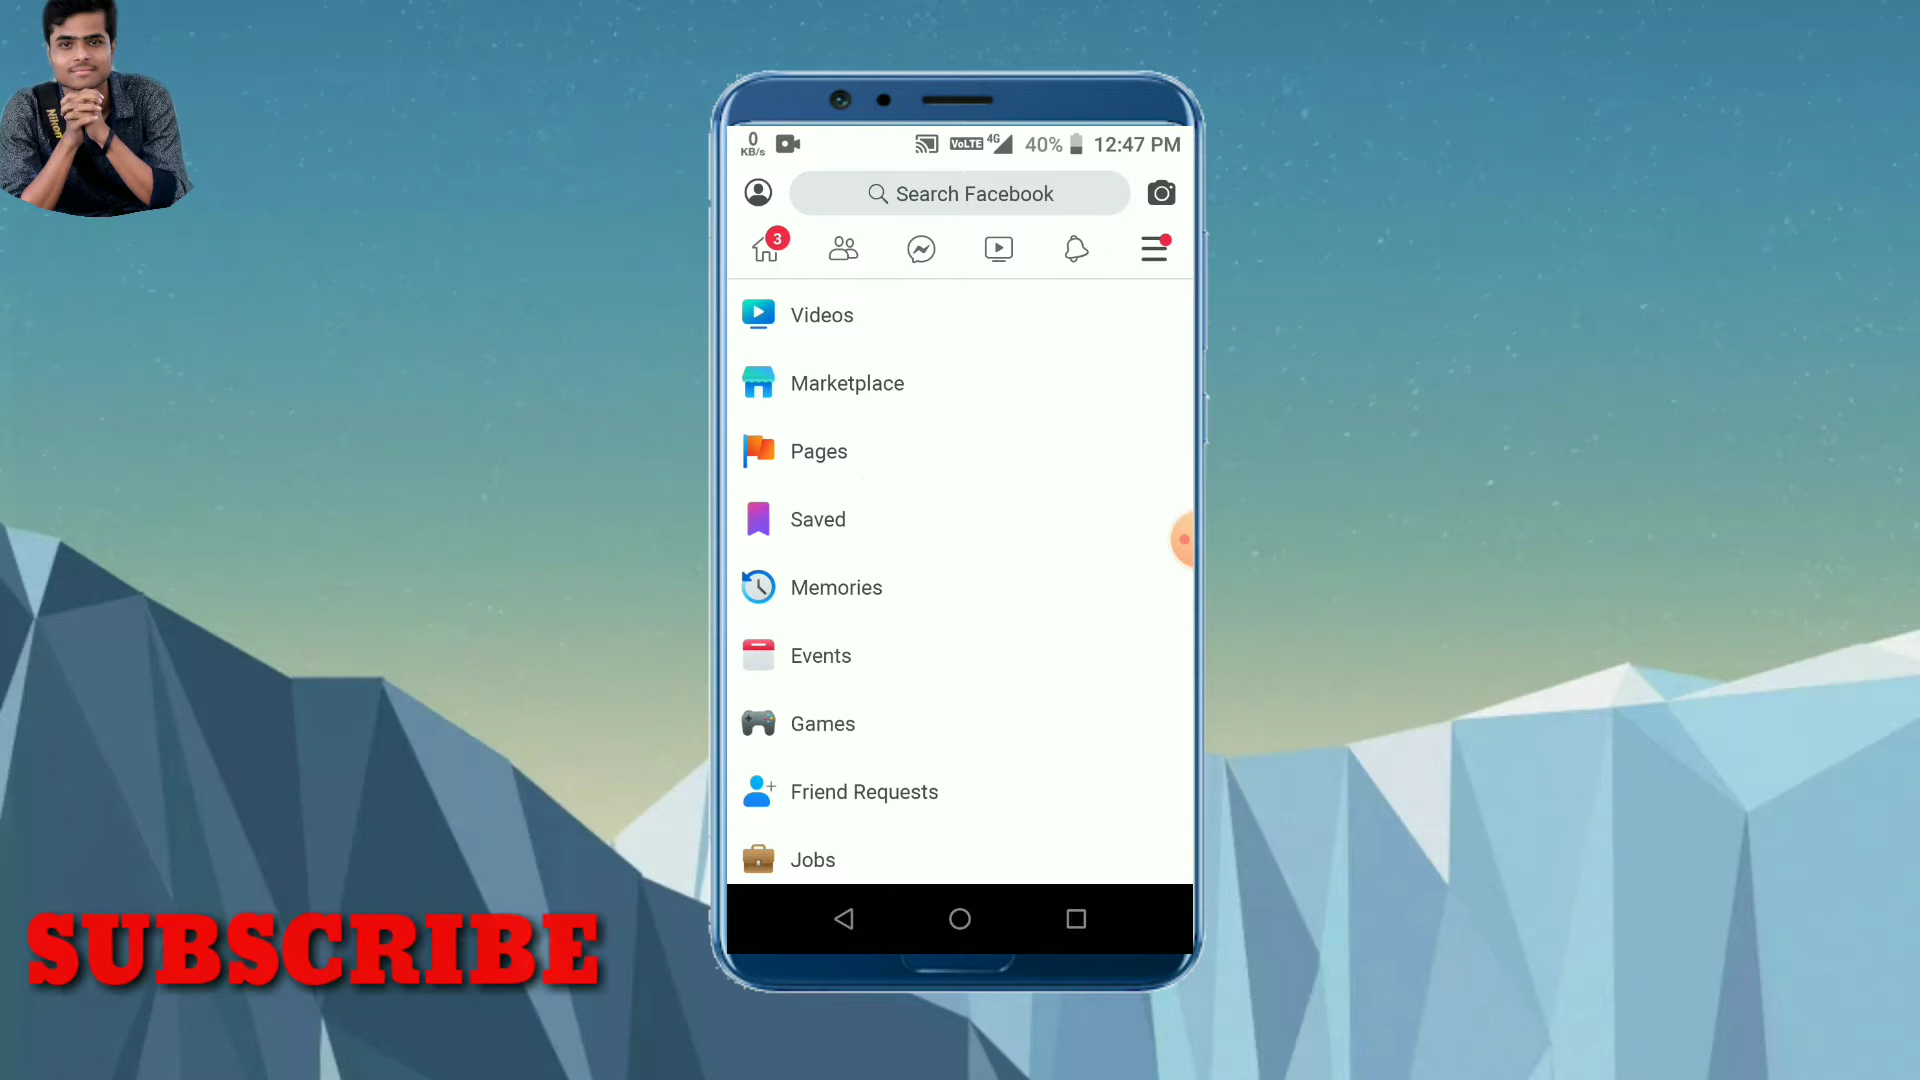 Nikon
0
KB/s
VoLTE 4G 40% 12:47 PM
Search Facebook
3
Videos
Marketplace
Pages
Saved
Memories
Events
Games
Friend Requests
Jobs
SUBSCRIBE